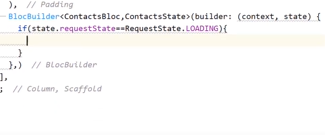 ),  // Padding
BlocBuilder<ContactsBloc,ContactsState>(builder: (context, state) {
if(state.requestState==RequestState.LOADING){
}
},)  // BlocBuilder
],
;  // Column, Scaffold